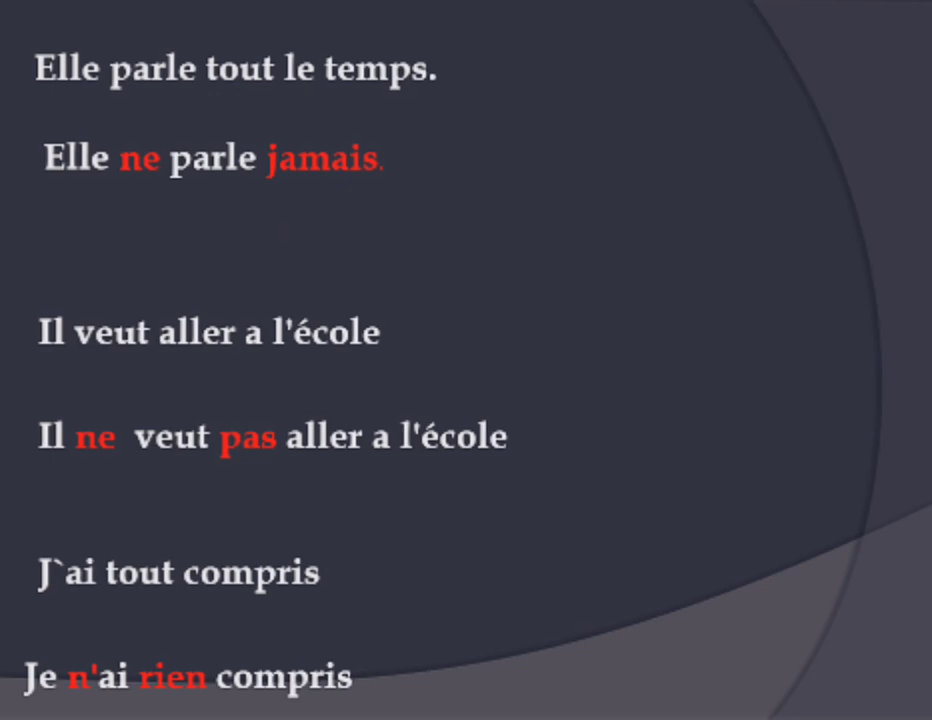 Elle parle tout le temps.
Elle ne parle jamais.
Il veut aller a l'école
Il ne veut pas aller a l'école
J`ai tout compris
Je n'ai rien compris